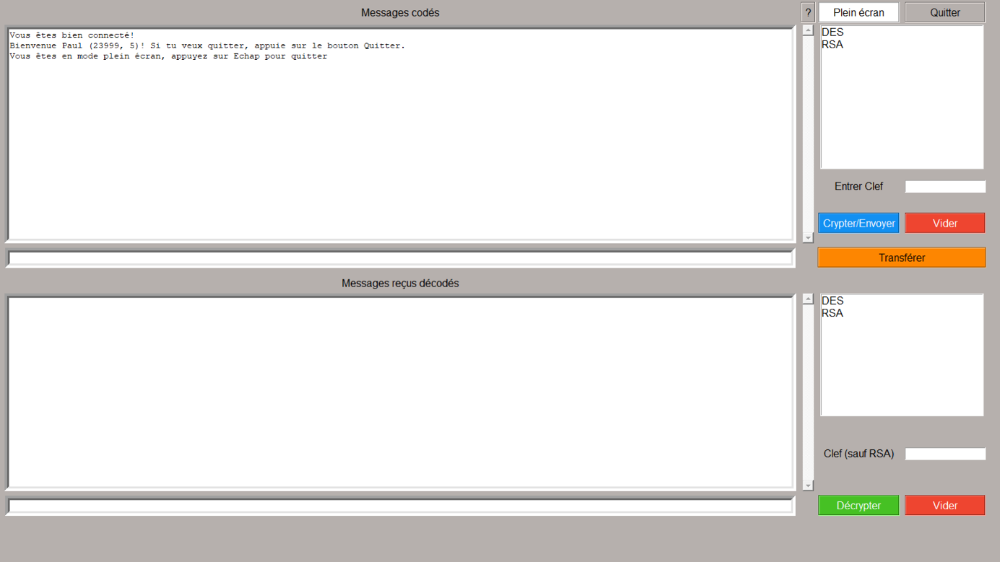 Messages codés
?
Plein écran
Quitter
Vous êtes bien connecté!
Bienvenue Paul (23999, 5)! Si tu veux quitter, appuie sur le bouton Quitter.
Vous êtes en mode plein écran, appuyez sur Echap pour quitter
DES
RSA
Entrer Clef
Crypter/Envoyer
Vider
Transférer
Messages reçus décodés
DES
RSA
Clef (sauf RSA)
Décrypter
Vider